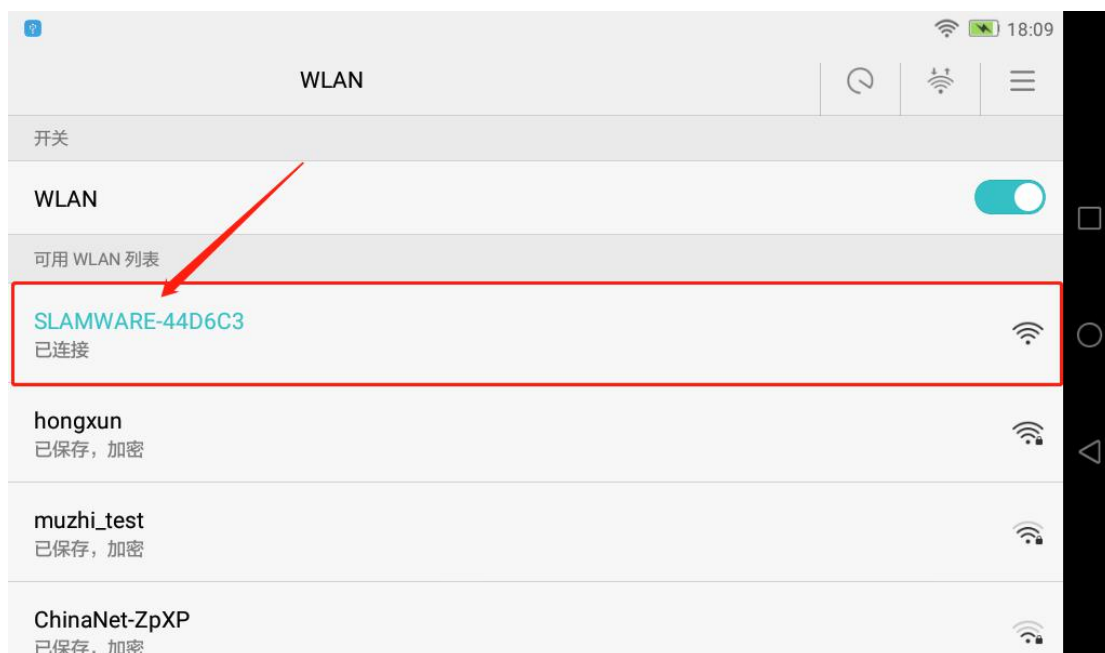 18:09
WLAN
开关
WLAN
可用 WLAN 列表
SLAMWARE-44D6C3
已连接
hongxun
已保存，加密
muzhi_test
已保存，加密
ChinaNet-ZpXP
已保存，加密